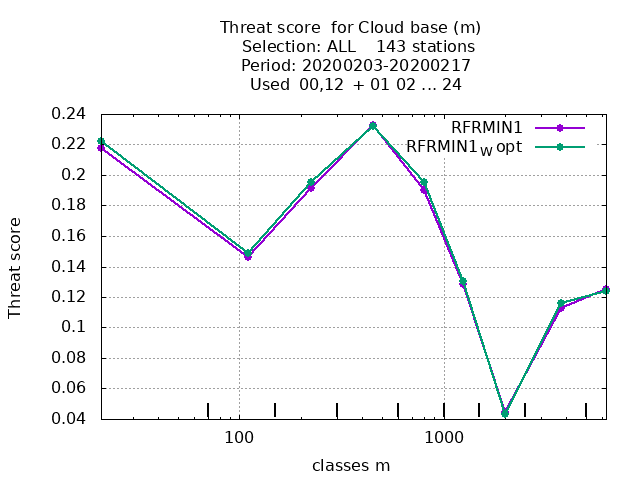 Threat score for Cloud base (m)
Selection: ALL 143 stations
Period: 20200203-20200217
Used 00,12 + 01 02 ... 24
RFRMIN1
RFRMIN1W opt
Threat score
0.24
0.22
0.2
0.18
0.16
0.14
0.12
0.1
0.08
0.06
0.04
100
1000
classes m